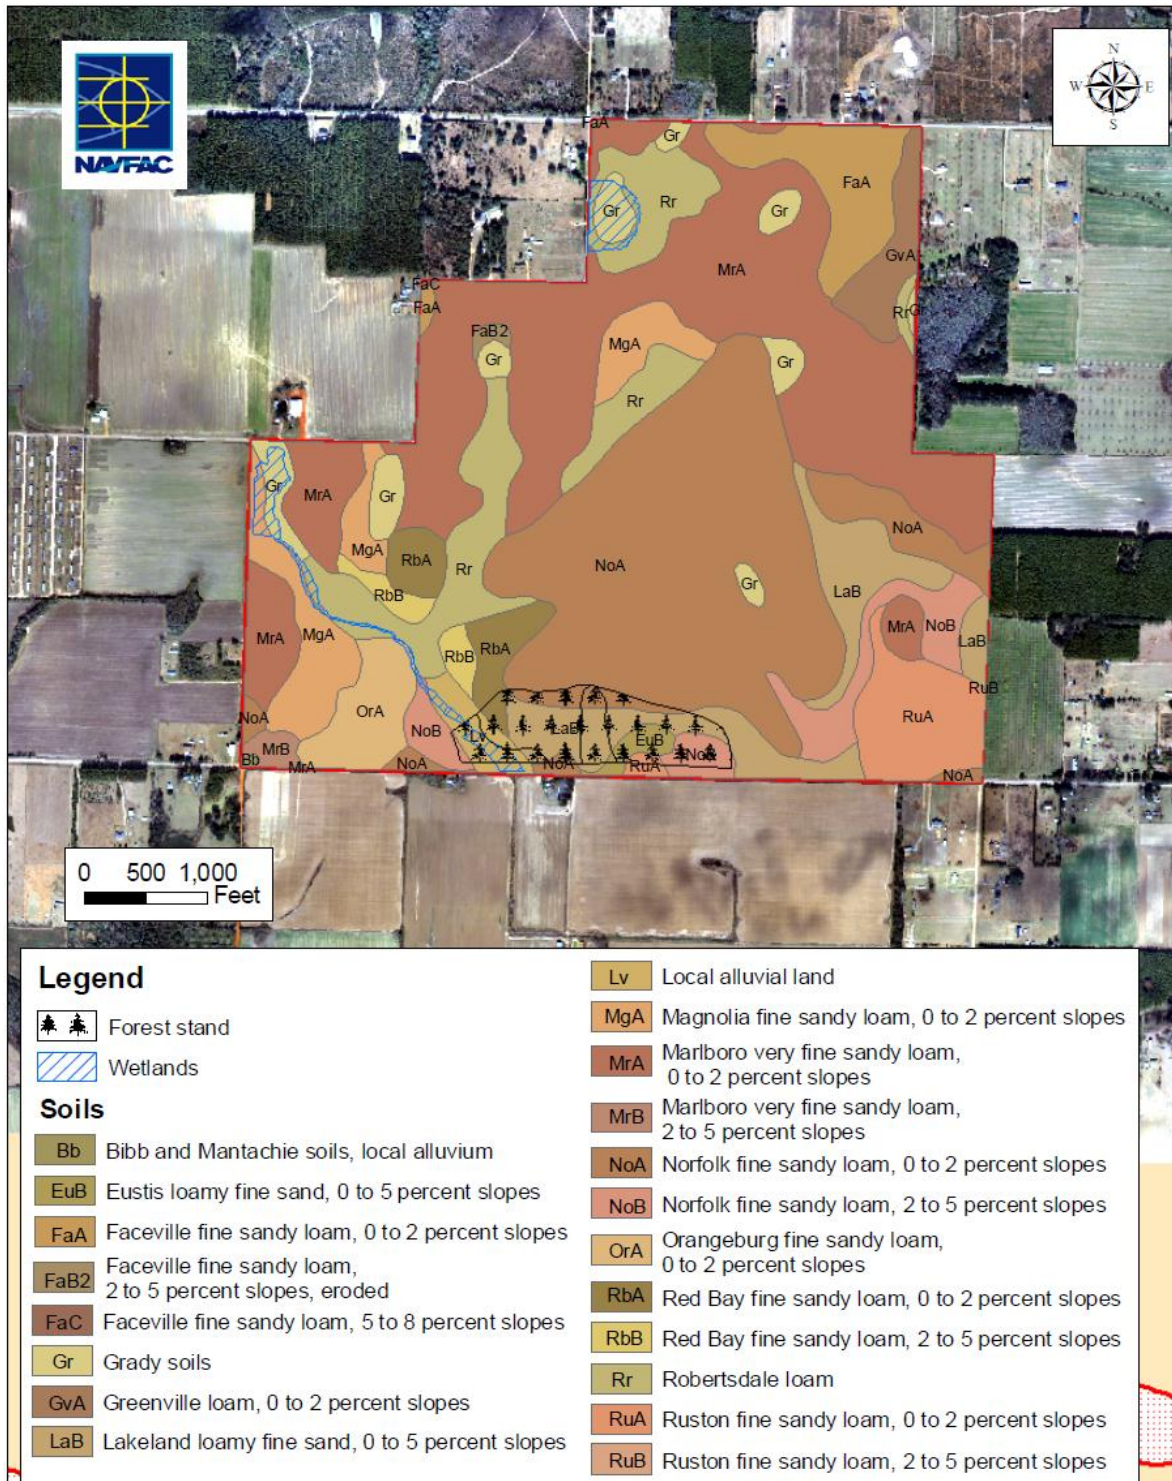 NAVFAC
N
W E
S
FaA
Gr
FaA
Gr
Rr
Gr
MrA
GvA
FaC
FaA
Rr
Gr
FaB2
Gr
MgA
Gr
Rr
Gr
MrA
Gr
NoA
MgA
RbA
Rr
NoA
Gr
LaB
RbB
MrA
MgA
MrA
NoB
RbB
RbA
LaB
RuB
NoA
OrA
RuA
NoB
LaB
Lv
EuB
MrB
Bb
MrA
NoA
NoA
RuA
NoA
0 500 1,000
Feet
Legend
Forest stand
Wetlands
Soils
Bb Bibb and Mantachie soils, local alluvium
EuB Eustis loamy fine sand, 0 to 5 percent slopes
FaA Faceville fine sandy loam, 0 to 2 percent slopes
FaB2 Faceville fine sandy loam,
2 to 5 percent slopes, eroded
FaC Faceville fine sandy loam, 5 to 8 percent slopes
Gr Grady soils
GvA Greenville loam, 0 to 2 percent slopes
LaB Lakeland loamy fine sand, 0 to 5 percent slopes
Lv Local alluvial land
MgA Magnolia fine sandy loam, 0 to 2 percent slopes
MrA Marlboro very fine sandy loam,
0 to 2 percent slopes
MrB Marlboro very fine sandy loam,
2 to 5 percent slopes
NoA Norfolk fine sandy loam, 0 to 2 percent slopes
NoB Norfolk fine sandy loam, 2 to 5 percent slopes
OrA Orangeburg fine sandy loam,
0 to 2 percent slopes
RbA Red Bay fine sandy loam, 0 to 2 percent slopes
RbB Red Bay fine sandy loam, 2 to 5 percent slopes
Rr Robertsdale loam
RuA Ruston fine sandy loam, 0 to 2 percent slopes
RuB Ruston fine sandy loam, 2 to 5 percent slopes